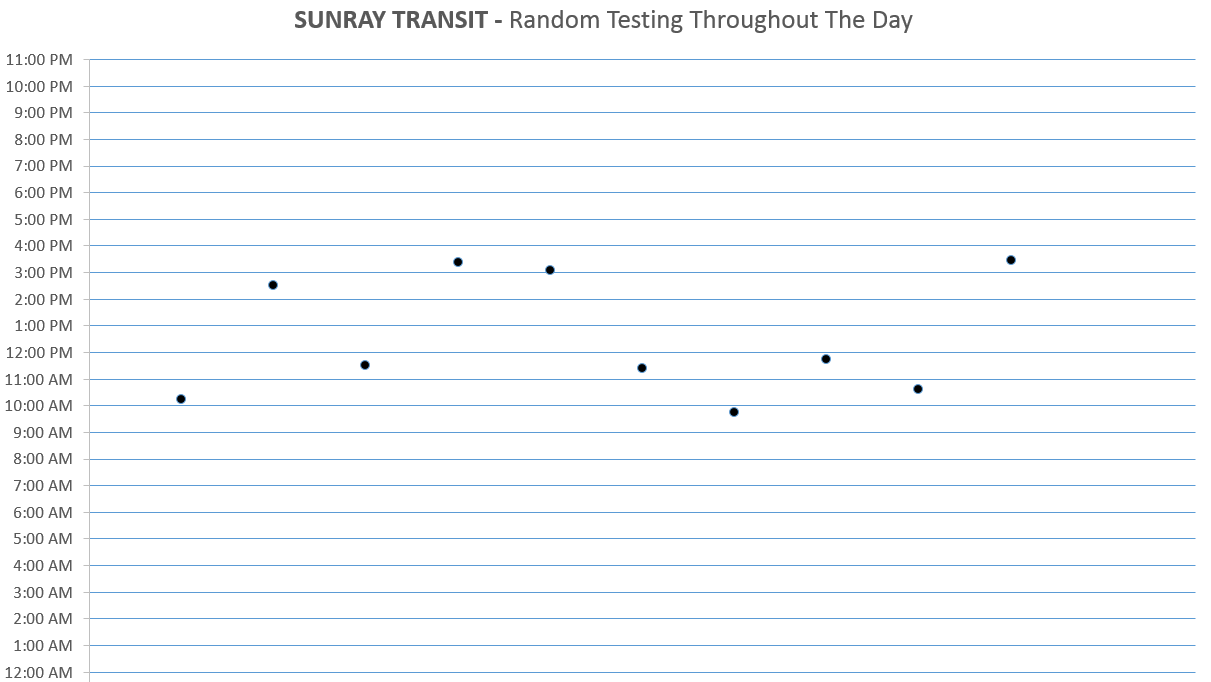 SUNRAY TRANSIT - Random Testing Throughout The Day
11:00 PM
10:00 PM
9:00 PM
8:00 PM
7:00 PM
6:00 PM
5:00 PM
4:00 PM
3:00 PM
2:00 PM
1:00 PM
12:00 PM
11:00 AM
10:00 AM
9:00 AM
8:00 AM
7:00 AM
6:00 AM
5:00 AM
4:00 AM
3:00 AM
2:00 AM
1:00 AM
12:00 AM